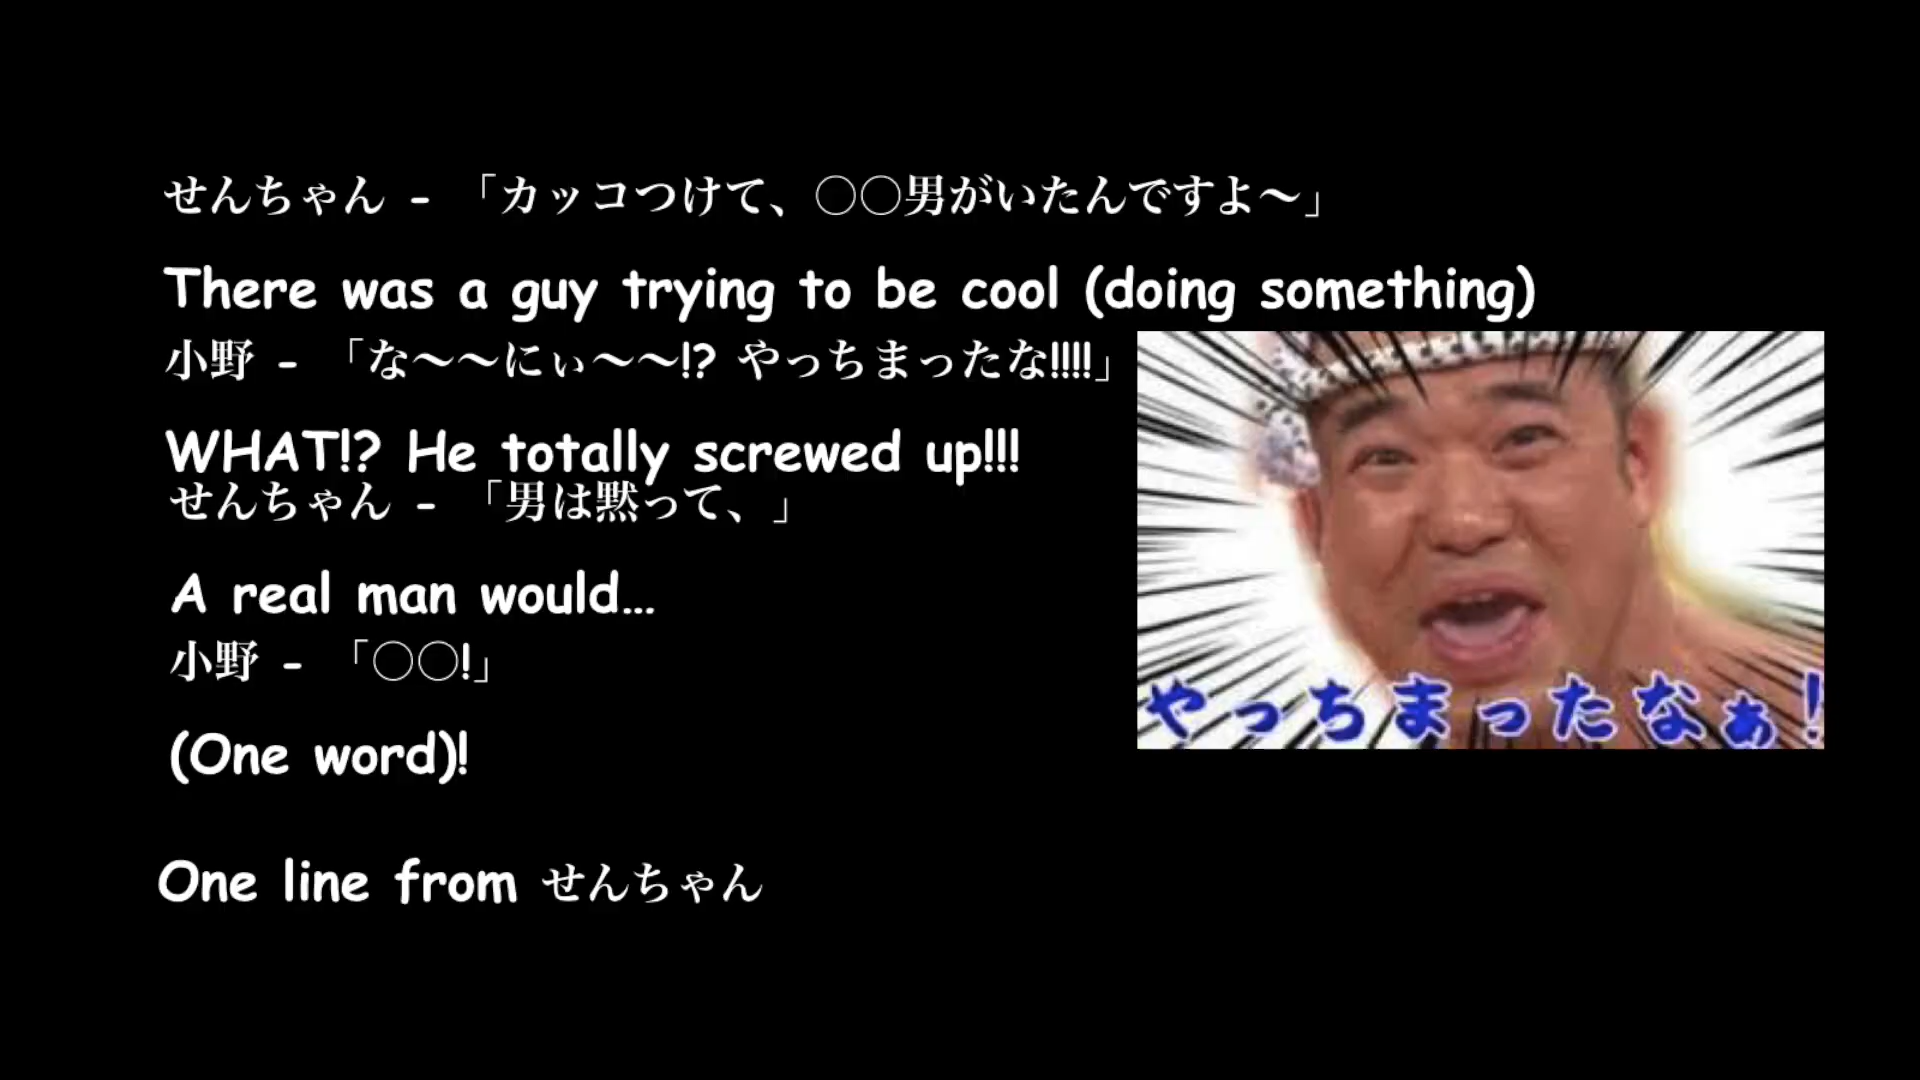 せんちゃん - 「カッコつけて、○○男がいたんですよ〜」
There was a guy trying to be cool (doing something)
小野 - 「な〜〜にぃ〜〜!? やっちまったな!!!!」
WHAT!? He totally screwed up!!!
せんちゃん - 「男は黙って、」
A real man would...
小野 - 「○○!」
(One word)!
やっちまったなぁ!
One line from せんちゃん